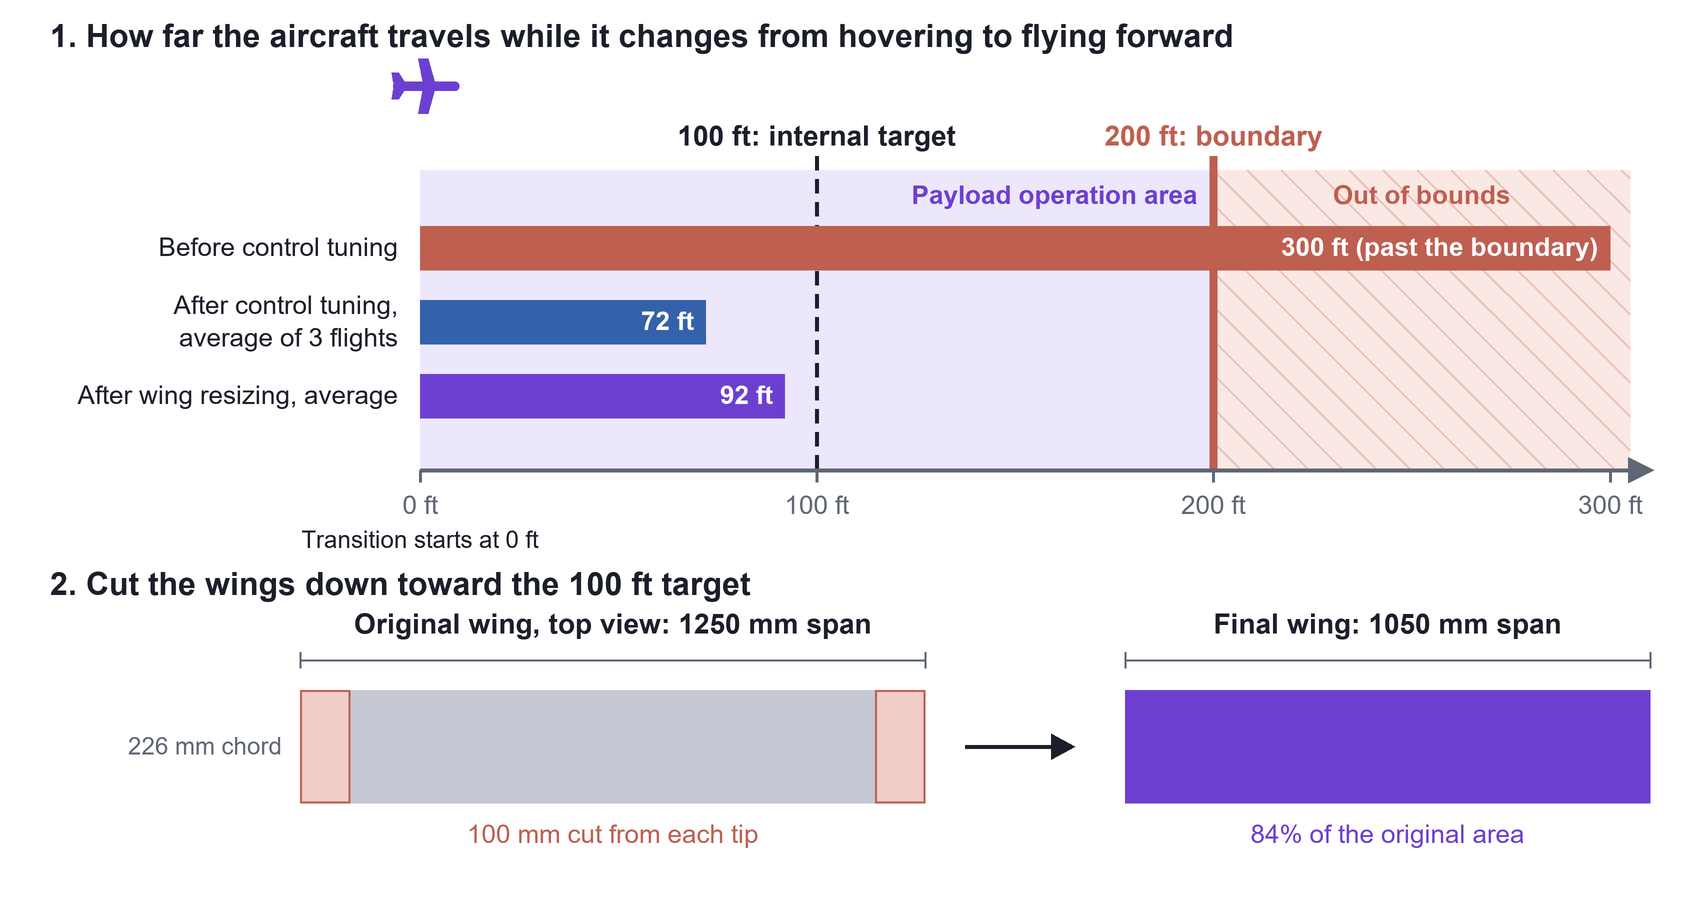 1. How far the aircraft travels while it changes from hovering to flying forward
100 ft: internal target
200 ft: boundary
Payload operation area
Out of bounds
Before control tuning
300 ft (past the boundary)
After control tuning,
average of 3 flights
72 ft
After wing resizing, average
92 ft
0 ft
100 ft
200 ft
300 ft
Transition starts at 0 ft
2. Cut the wings down toward the 100 ft target
Original wing, top view: 1250 mm span
Final wing: 1050 mm span
226 mm chord
100 mm cut from each tip
84% of the original area